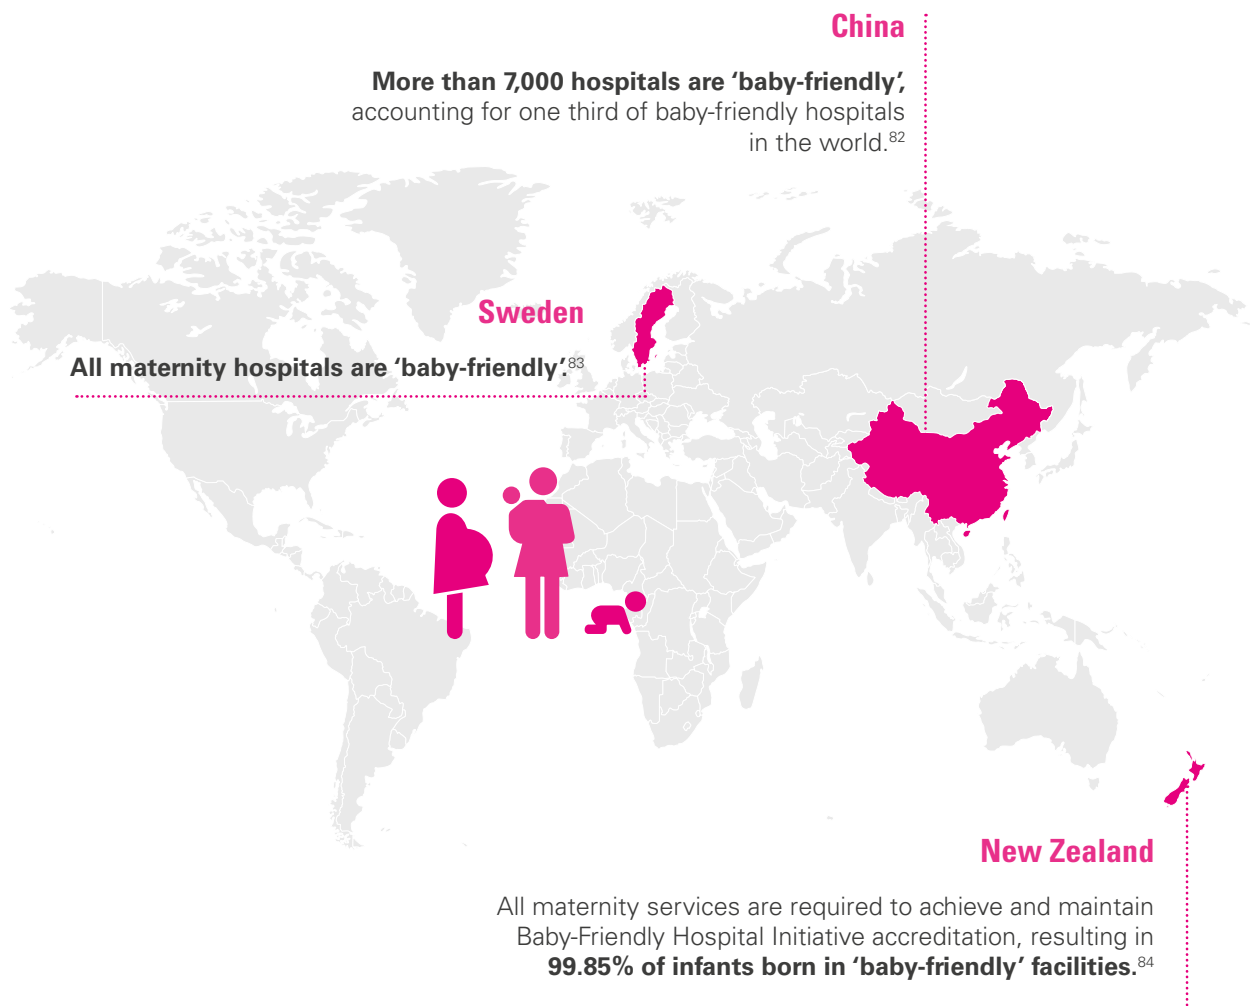 China
More than 7,000 hospitals are ‘baby-friendly’,
accounting for one third of baby-friendly hospitals
in the world.82
Sweden
All maternity hospitals are ‘baby-friendly’.83
New Zealand
All maternity services are required to achieve and maintain
Baby-Friendly Hospital Initiative accreditation, resulting in
99.85% of infants born in ‘baby-friendly’ facilities.84